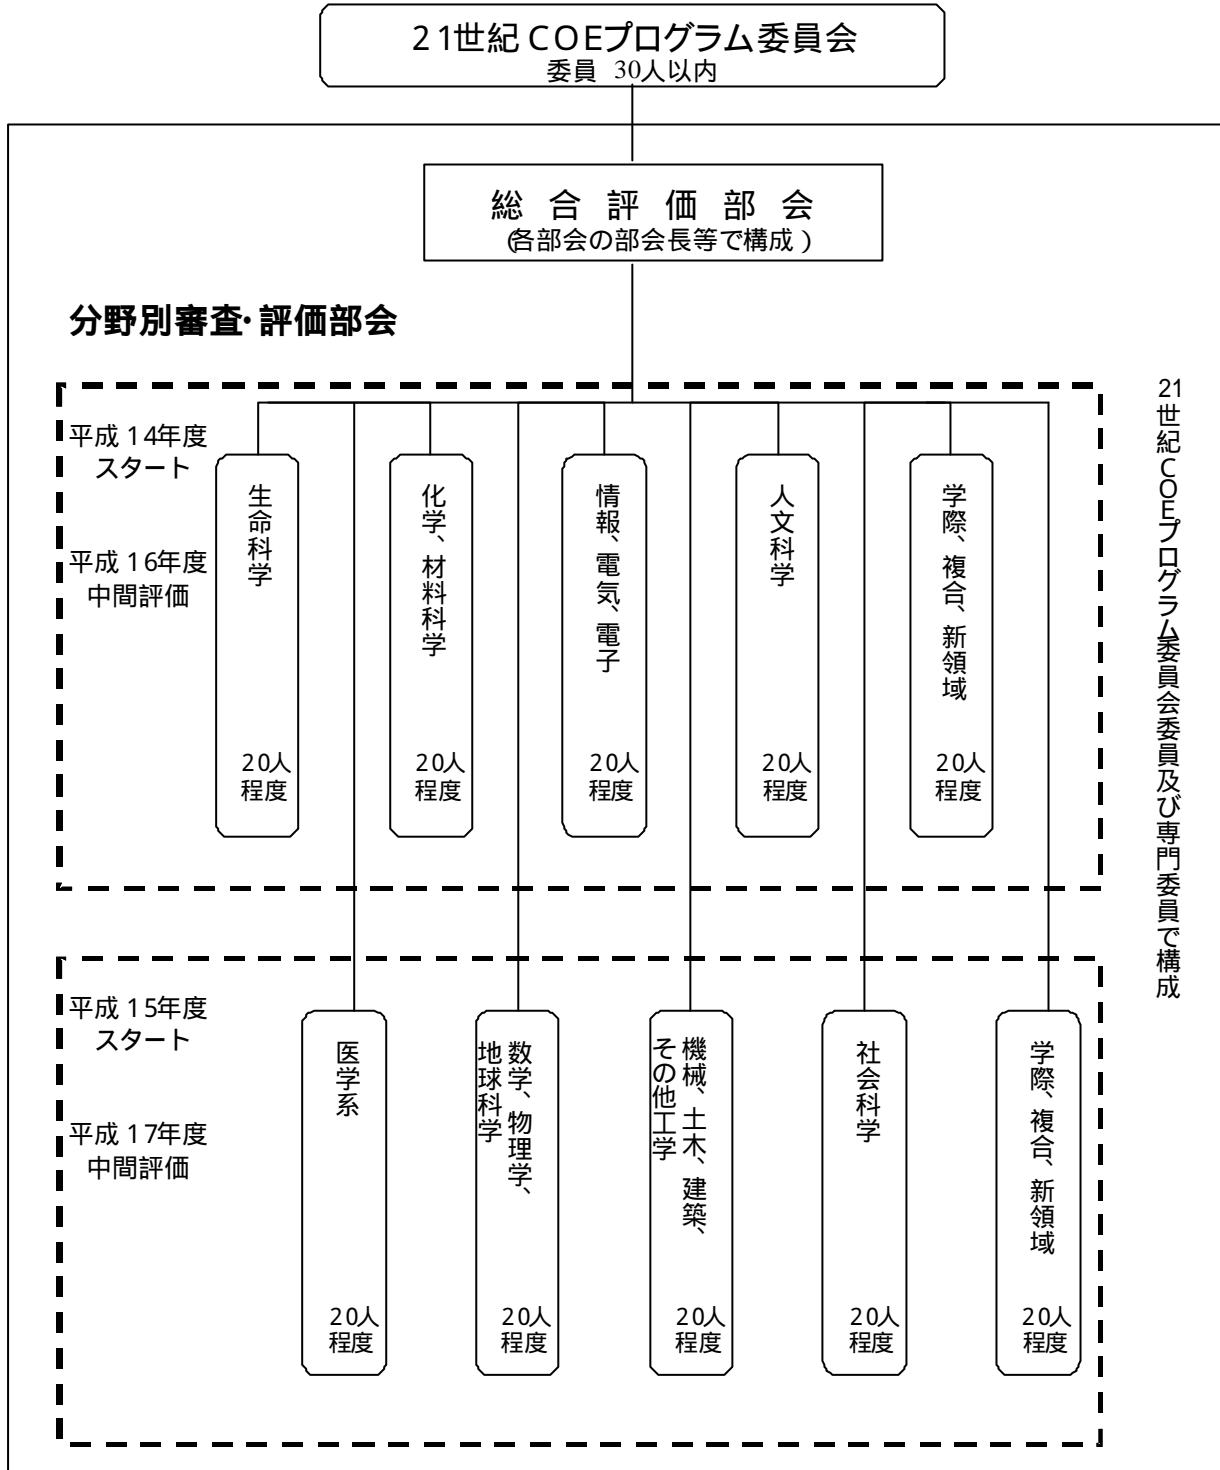 21世紀COEプログラム委員会
委員 30人以内
総合評価部会
(各部会の部会長等で構成)
分野別審査・評価部会
平成14年度
スタート
平成16年度
中間評価
生命科学
20人
程度
化学、材料科学
20人
程度
情報、電気、電子
20人
程度
人文科学
20人
程度
学際、複合、新領域
20人
程度
平成15年度
スタート
平成17年度
中間評価
医学系
20人
程度
数学、物理学、
地球科学
20人
程度
機械、土木、建築、
その他工学
20人
程度
社会科学
20人
程度
学際、複合、新領域
20人
程度
21世紀COEプログラム委員会委員及び専門委員で構成